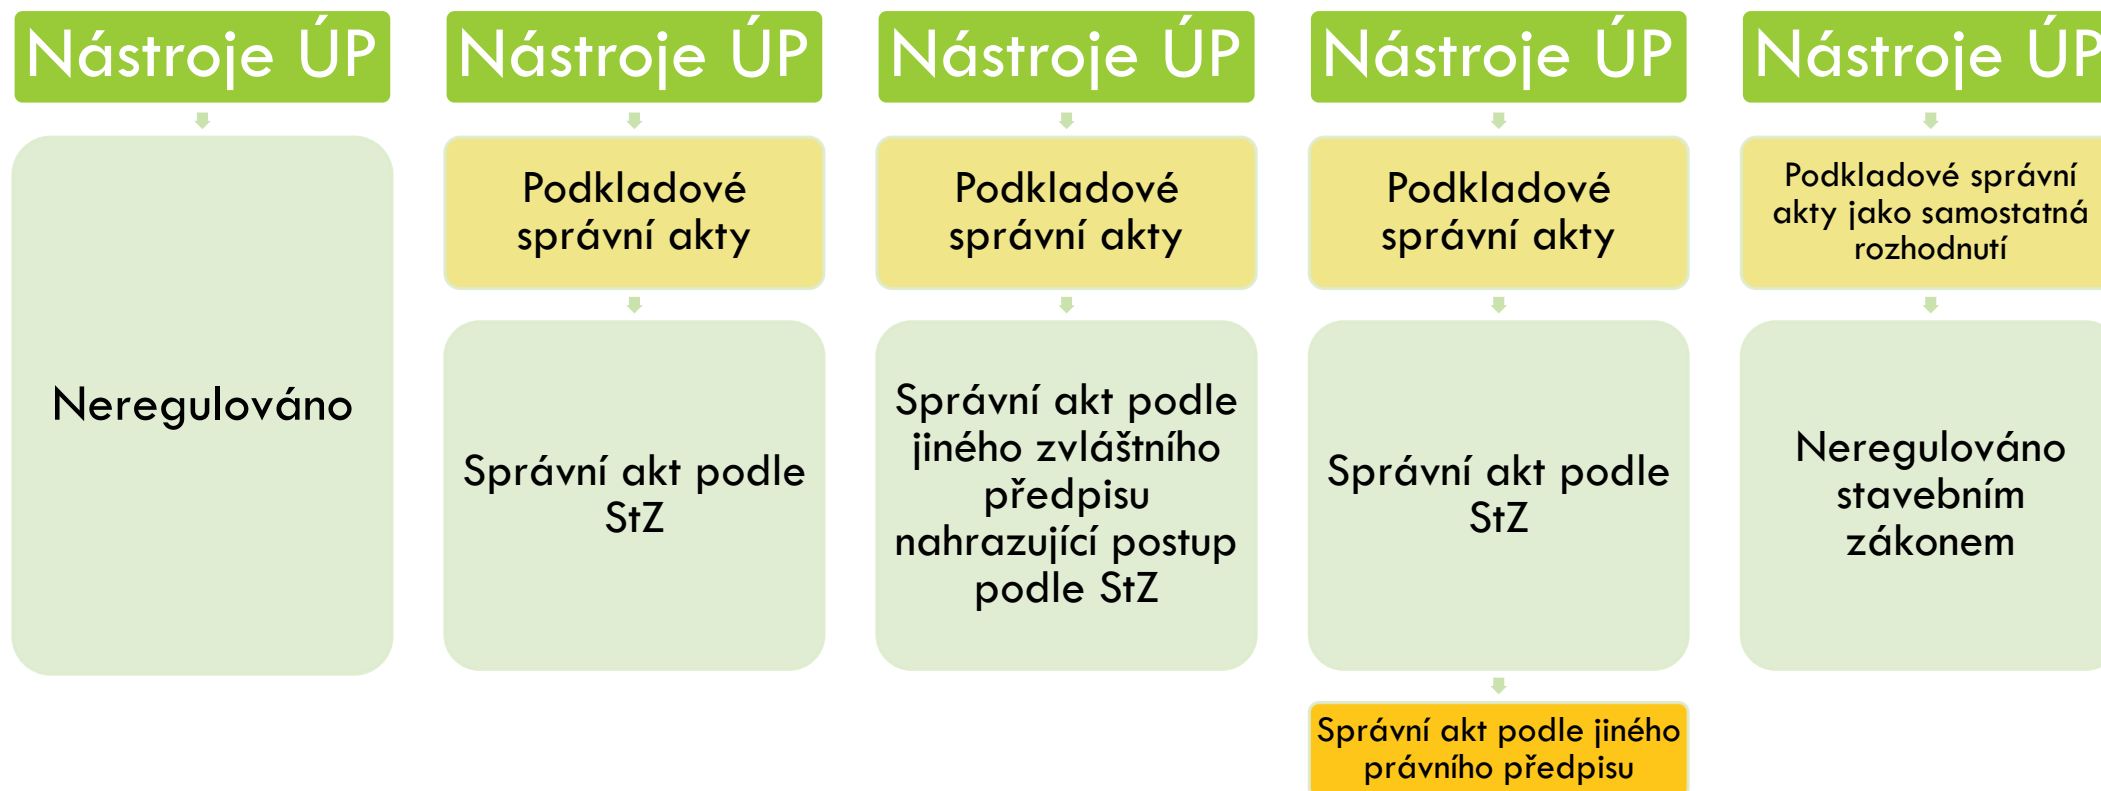 Nástroje ÚP
Neregulováno
Nástroje ÚP
Podkladové
správní akty
Správní akt podle
StZ
Nástroje ÚP
Podkladové
správní akty
Správní akt podle
jiného zvláštního
předpisu
nahrazující postup
podle StZ
Nástroje ÚP
Podkladové
správní akty
Správní akt podle
StZ
Správní akt podle jiného
právního předpisu
Nástroje ÚP
Podkladové správní
akty jako samostatná
rozhodnutí
Neregulováno
stavebním
zákonem